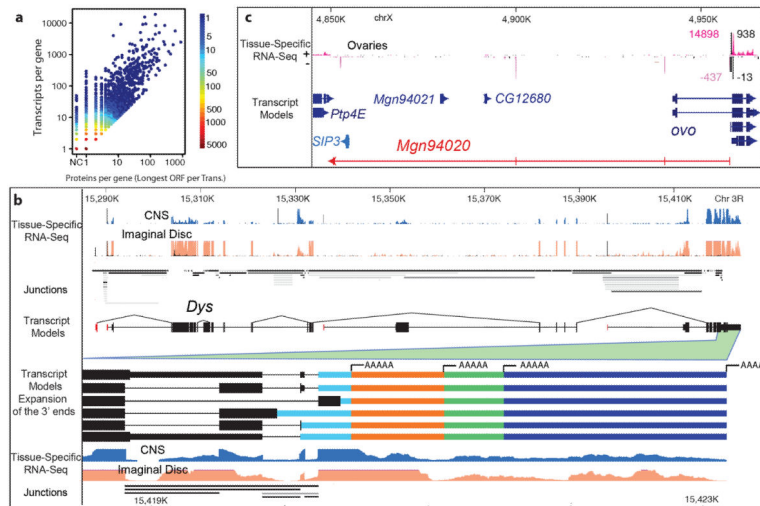 a
Transcripts per gene
10000
1000
100
10
1
NC 1 10 100 1000
Proteins per gene (Longest ORF per Trans.)
1
5
10
50
100
500
1000
5000
c
4,850K chrX 4,900K 4,950K
Tissue-Specific RNA-Seq
+
-
Ovaries
14898 938
-437 -13
Transcript Models
Mgn94021 CG12680
Ptp4E
ovo
SIP3
Mgn94020
b
15,290K 15,310K 15,330K 15,350K 15,370K 15,390K 15,410K Chr 3R
Tissue-Specific RNA-Seq
CNS
Imaginal Disc
Junctions
Dys
Transcript Models
AAAAA AAAAA AAAAA AAAA
Transcript Models
Expansion of the 3' ends
Tissue-Specific RNA-Seq
CNS
Imaginal Disc
Junctions
15,419K 15,423K